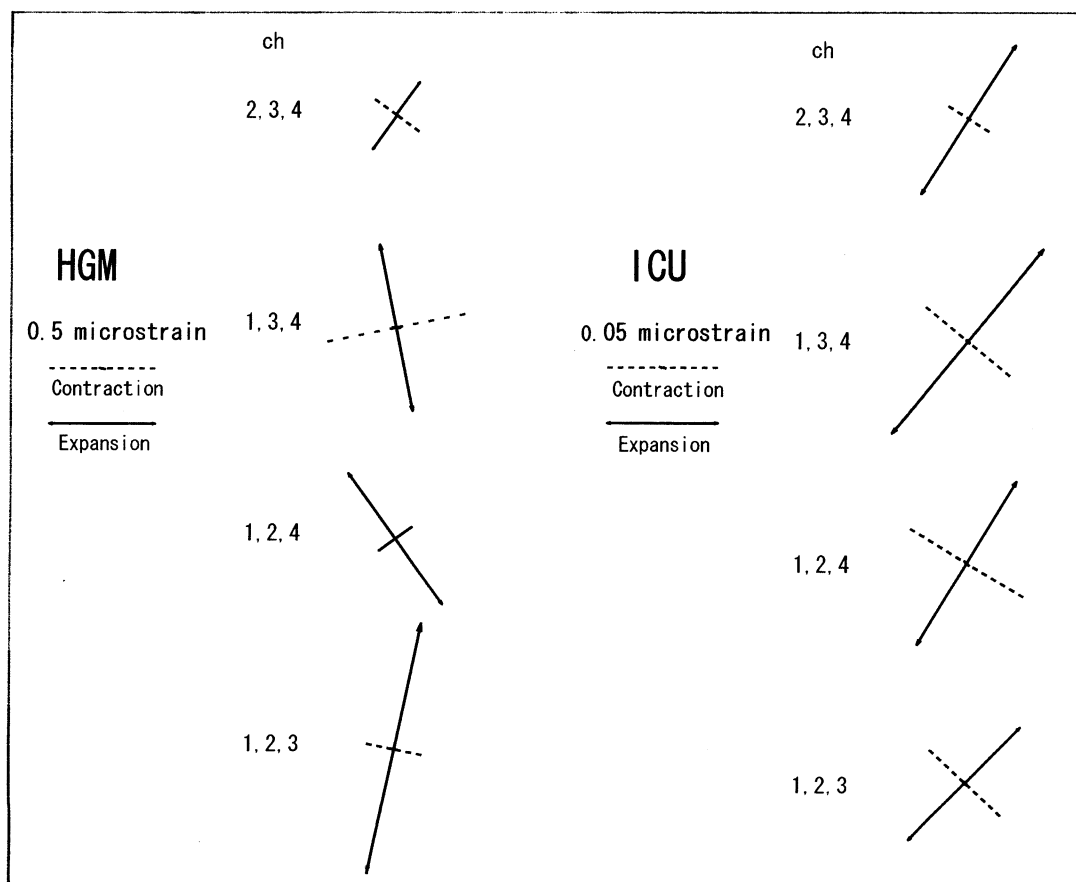 ch
2,3,4
HGM
0.5 microstrain
Contraction
Expansion
1,3,4
1,2,4
1,2,3
ch
2,3,4
ICU
0.05 microstrain
Contraction
Expansion
1,3,4
1,2,4
1,2,3